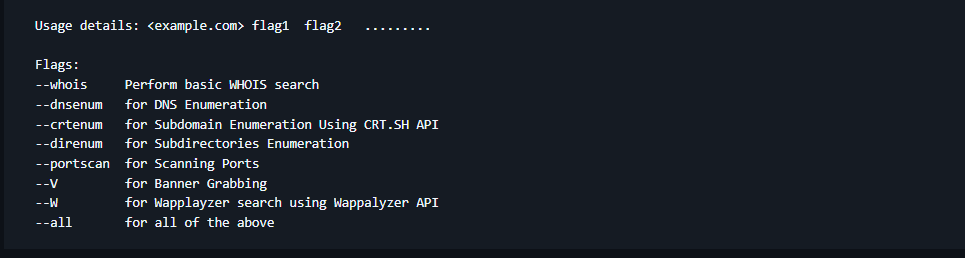 Usage details: <example.com> flag1  flag2   .........
Flags:
--whois     Perform basic WHOIS search
--dnsenum   for DNS Enumeration
--crtenum   for Subdomain Enumeration Using CRT.SH API
--direnum   for Subdirectories Enumeration
--portscan  for Scanning Ports
--V         for Banner Grabbing
--W         for Wapplayzer search using Wappalyzer API
--all       for all of the above